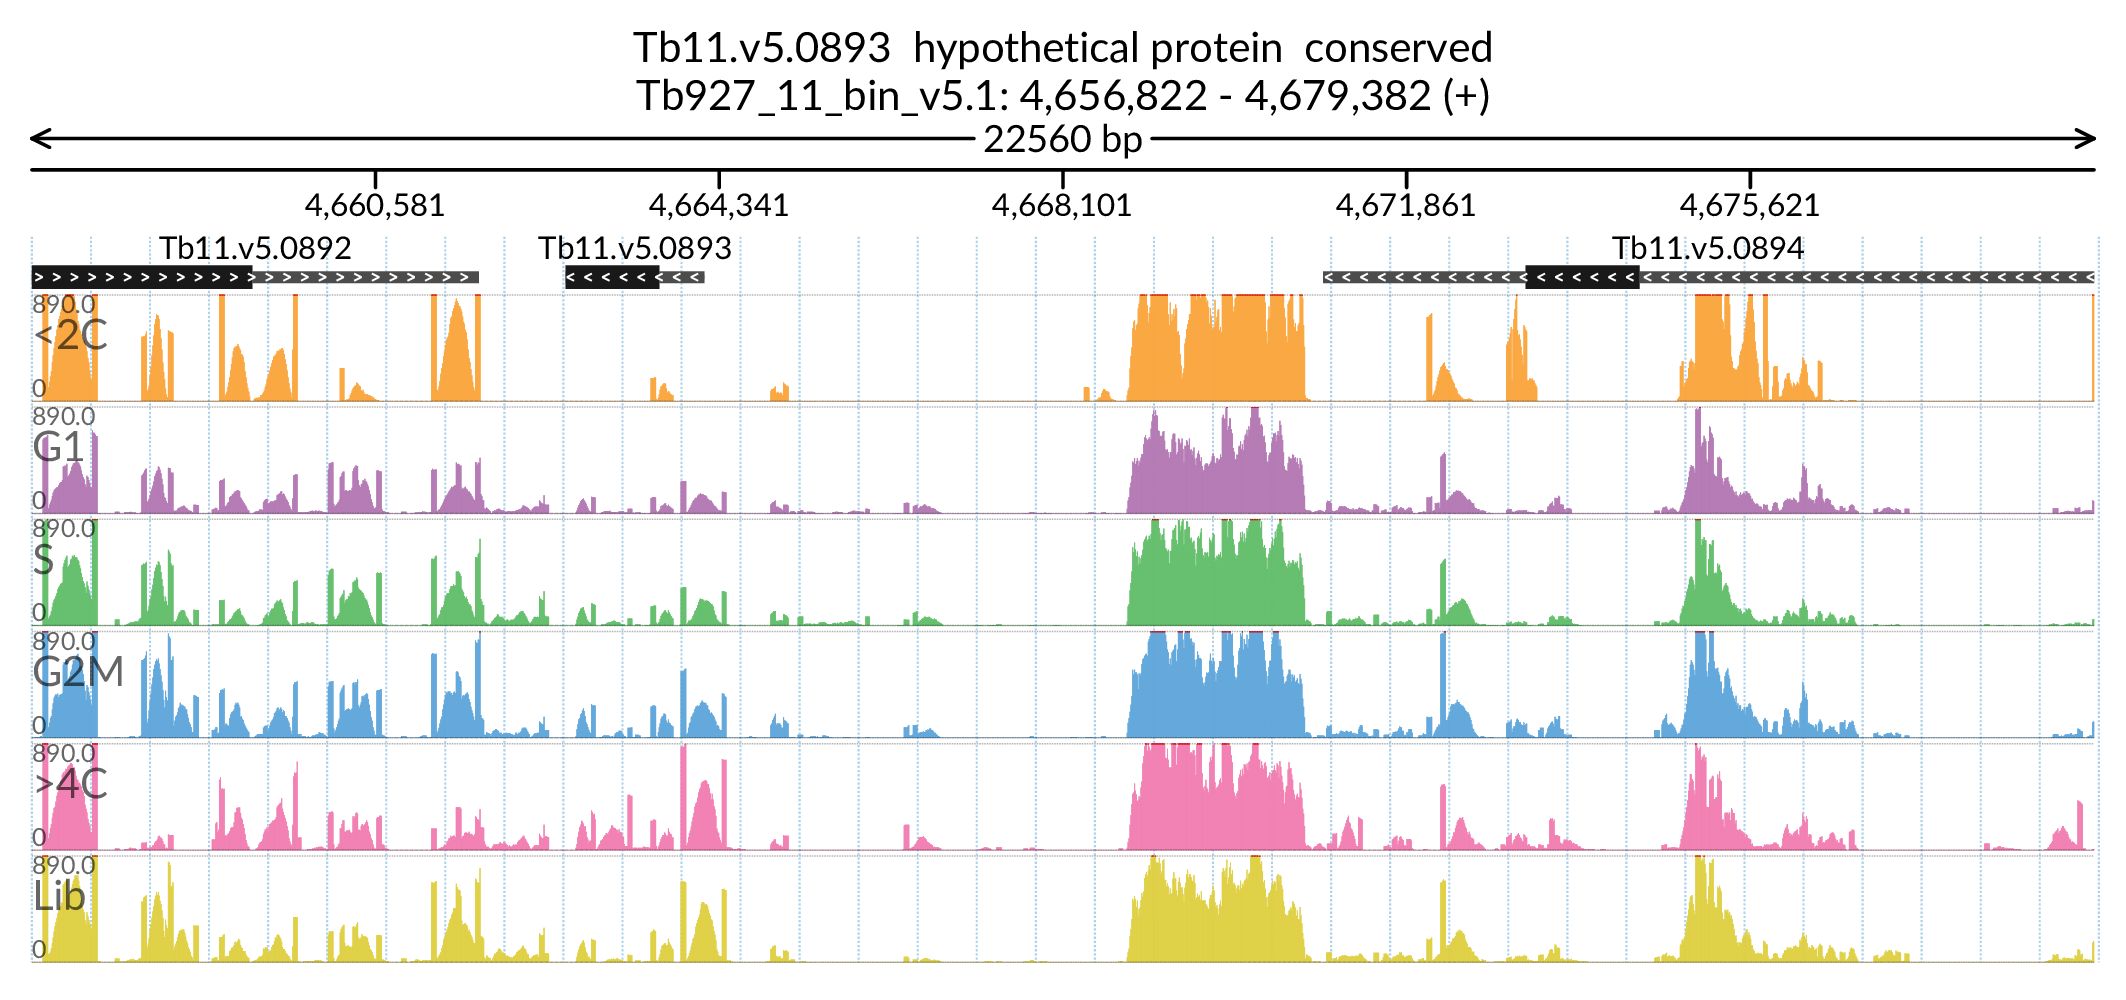 Tb11.v5.0893  hypothetical protein  conserved
Tb927_11_bin_v5.1: 4,656,822 - 4,679,382 (+)
22560 bp
4,660,581 4,664,341 4,668,101 4,671,861 4,675,621
Tb11.v5.0892 Tb11.v5.0893 Tb11.v5.0894
890.0
<2C
0
890.0
G1
0
890.0
S
0
890.0
G2M
0
890.0
>4C
0
890.0
Lib
0